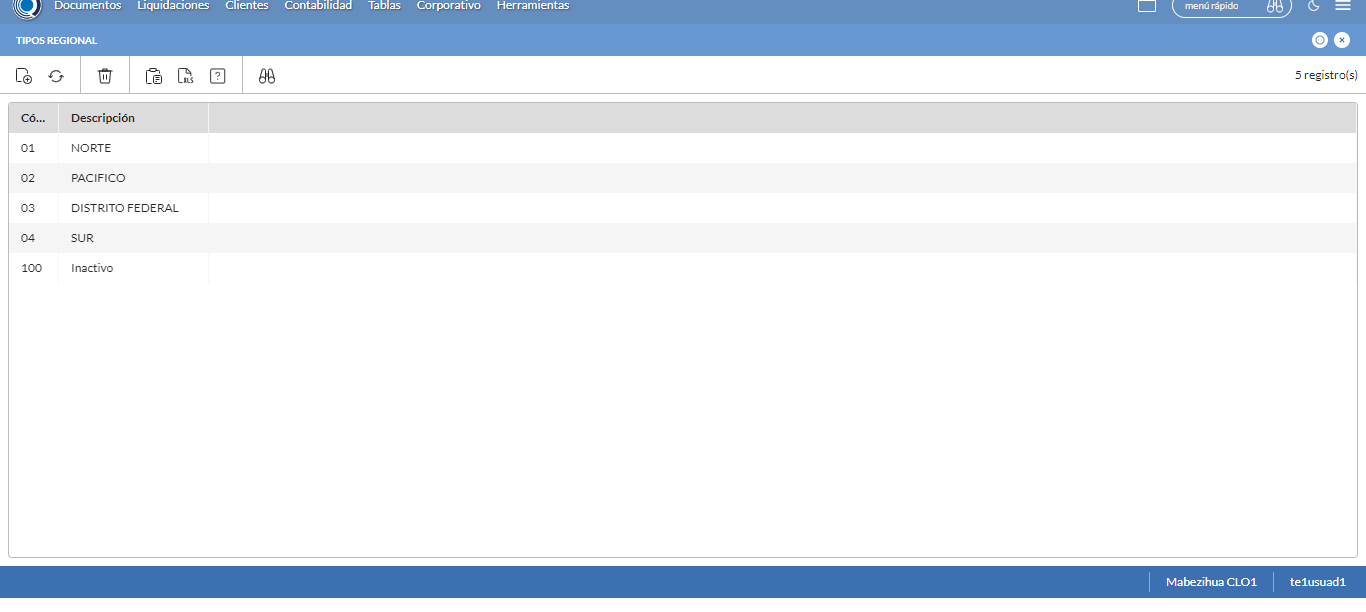 Documentos Liquidaciones Clientes Contabilidad Tablas Corporativo Herramientas menú rápido
TIPOS REGIONAL
XLS ? 5 registro(s)
Có... Descripción
01 NORTE
02 PACIFICO
03 DISTRITO FEDERAL
04 SUR
100 Inactivo
Mabezihua CLO1 te1usuad1